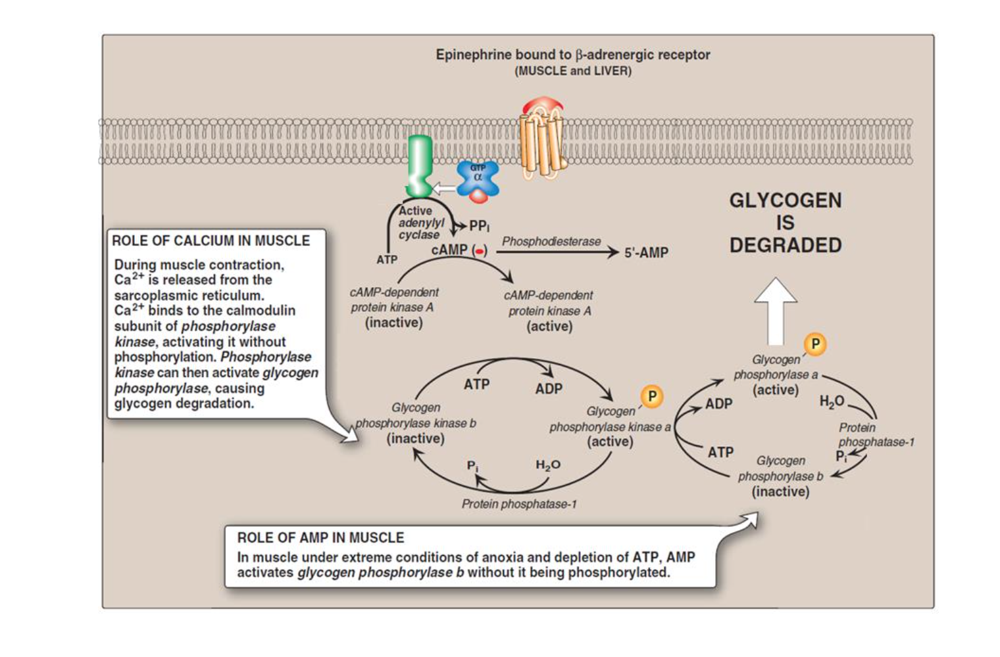 Epinephrine bound to β-adrenergic receptor
(MUSCLE and LIVER)
GTP
α
Active
adenylyl
cyclase
PPi
ATP
cAMP (•)
Phosphodiesterase
5'-AMP
cAMP-dependent
protein kinase A
(inactive)
cAMP-dependent
protein kinase A
(active)
GLYCOGEN
IS
DEGRADED
ROLE OF CALCIUM IN MUSCLE
During muscle contraction,
Ca2+ is released from the
sarcoplasmic reticulum.
Ca2+ binds to the calmodulin
subunit of phosphorylase
kinase, activating it without
phosphorylation. Phosphorylase
kinase can then activate glycogen
phosphorylase, causing
glycogen degradation.
ATP
ADP
Glycogen
phosphorylase kinase b
(inactive)
P
Glycogen
phosphorylase kinase a
(active)
Pi
H2O
Protein phosphatase-1
P
Glycogen
phosphorylase a
(active)
ADP
ATP
H2O
Protein
phosphatase-1
Pi
Glycogen
phosphorylase b
(inactive)
ROLE OF AMP IN MUSCLE
In muscle under extreme conditions of anoxia and depletion of ATP, AMP
activates glycogen phosphorylase b without it being phosphorylated.